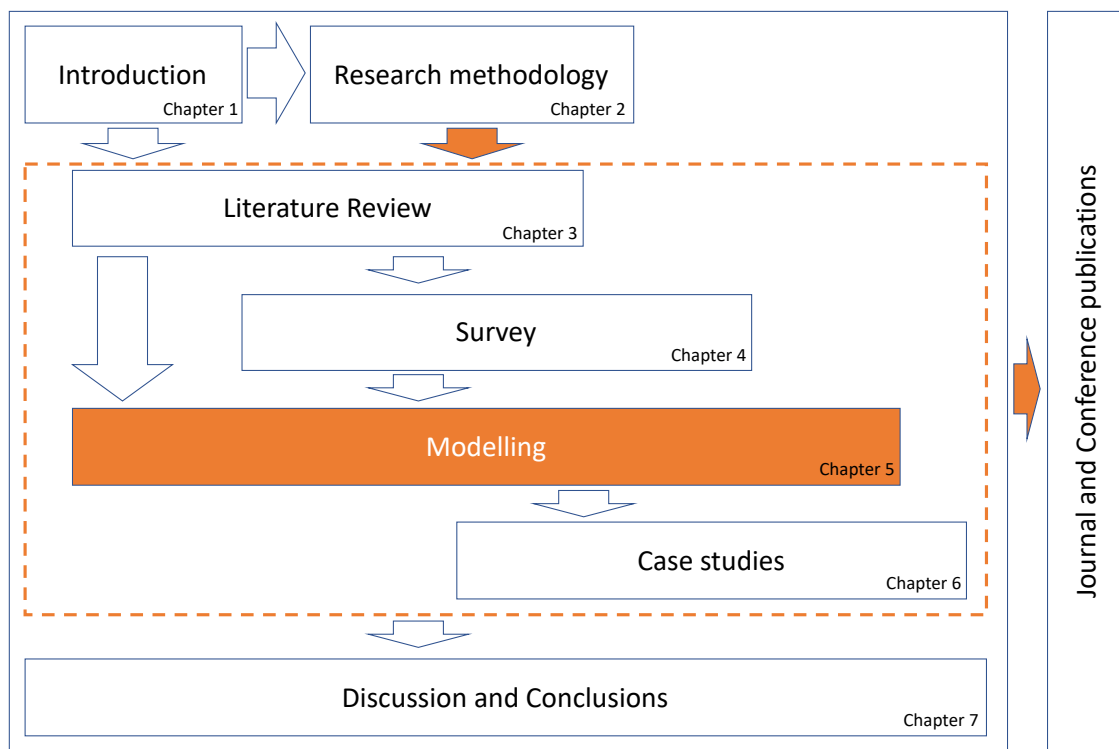 Introduction
Chapter 1
Research methodology
Chapter 2
Literature Review
Chapter 3
Survey
Chapter 4
Modelling
Chapter 5
Case studies
Chapter 6
Discussion and Conclusions
Chapter 7
Journal and Conference publications